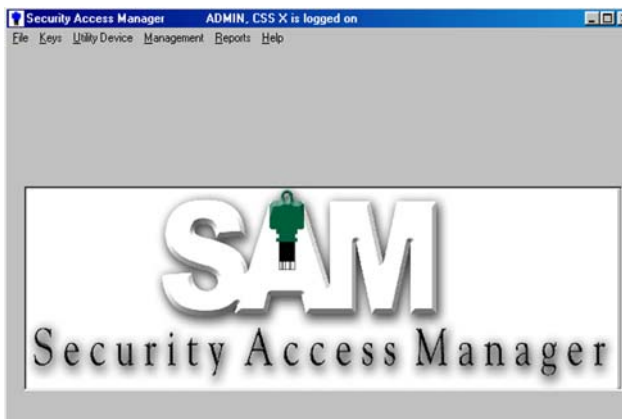 Security Access Manager ADMIN, CSS X is logged on
File Keys Utility Device Management Reports Help
SAM
Security Access Manager